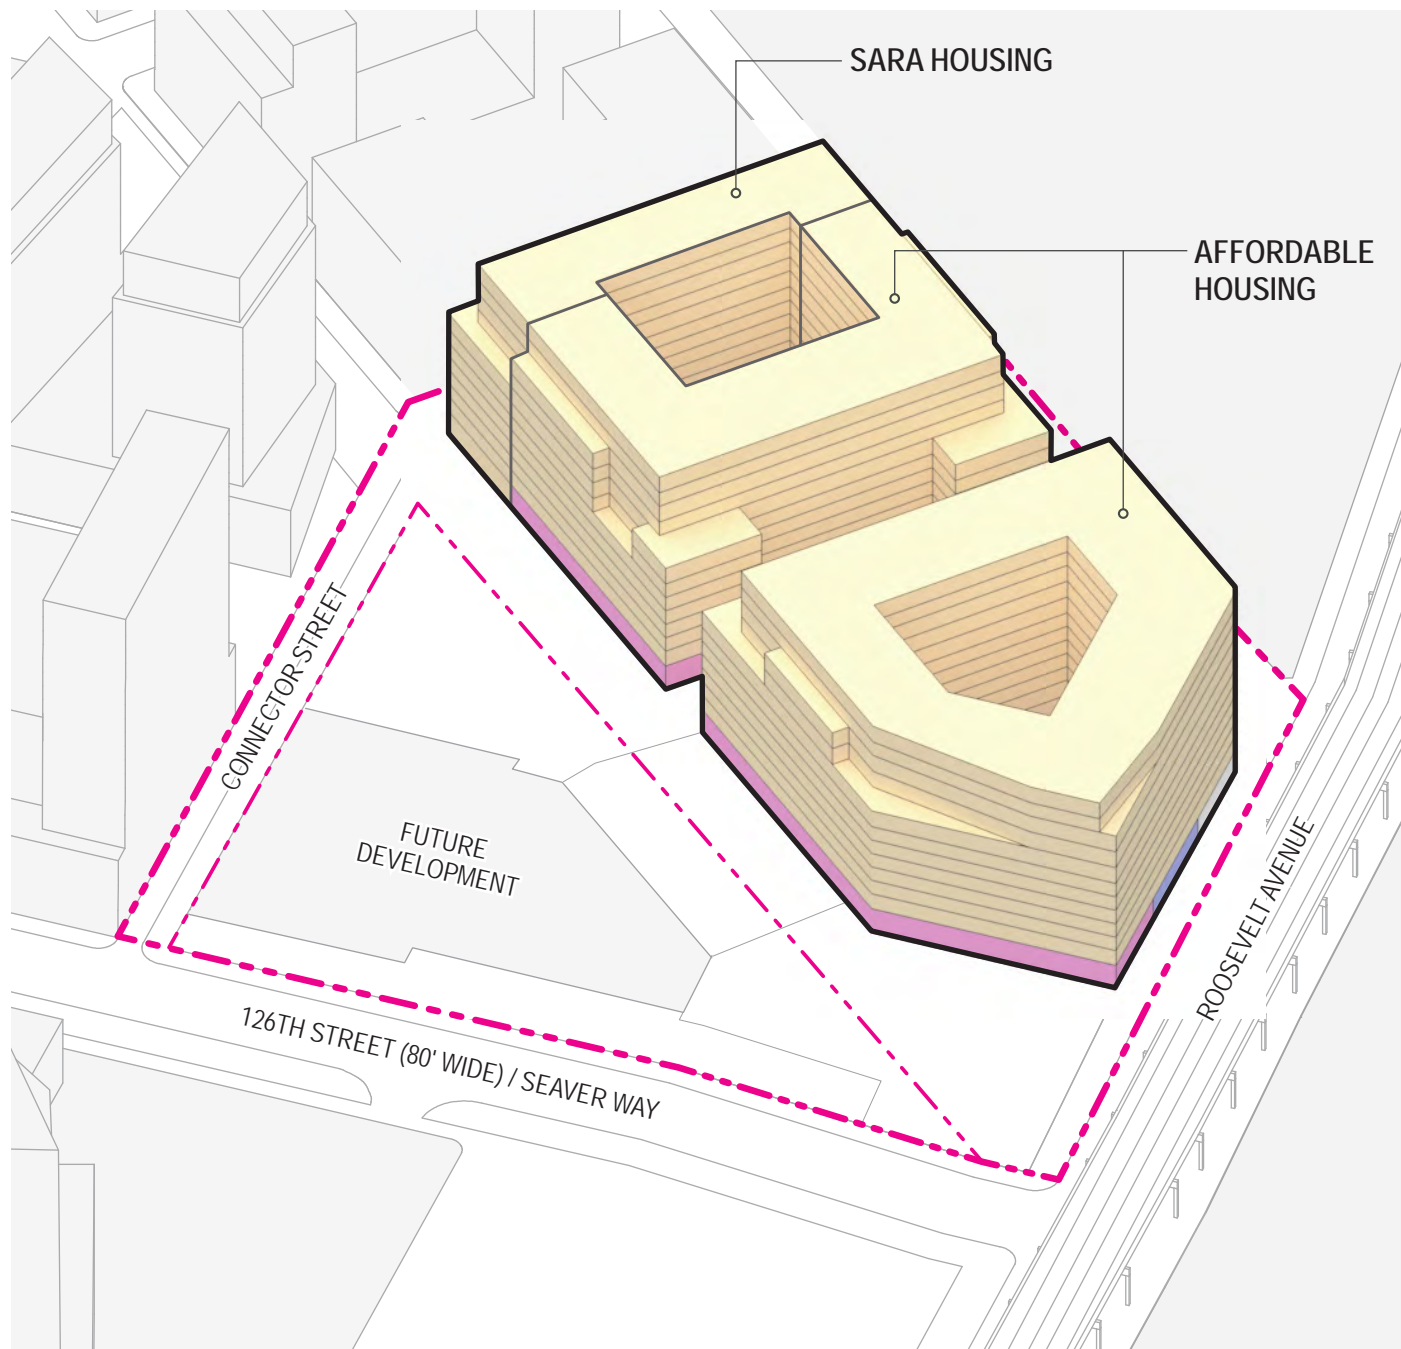 SARA HOUSING
AFFORDABLE
HOUSING
CONNECTOR STREET
FUTURE
DEVELOPMENT
ROOSEVELT AVENUE
126TH STREET (80' WIDE) / SEAVER WAY